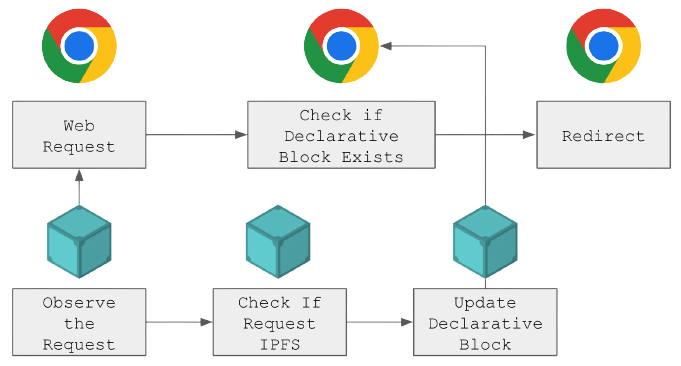 Web
Request
Check if
Declarative
Block Exists
Redirect
Observe
the
Request
Check If
Request
IPFS
Update
Declarative
Block